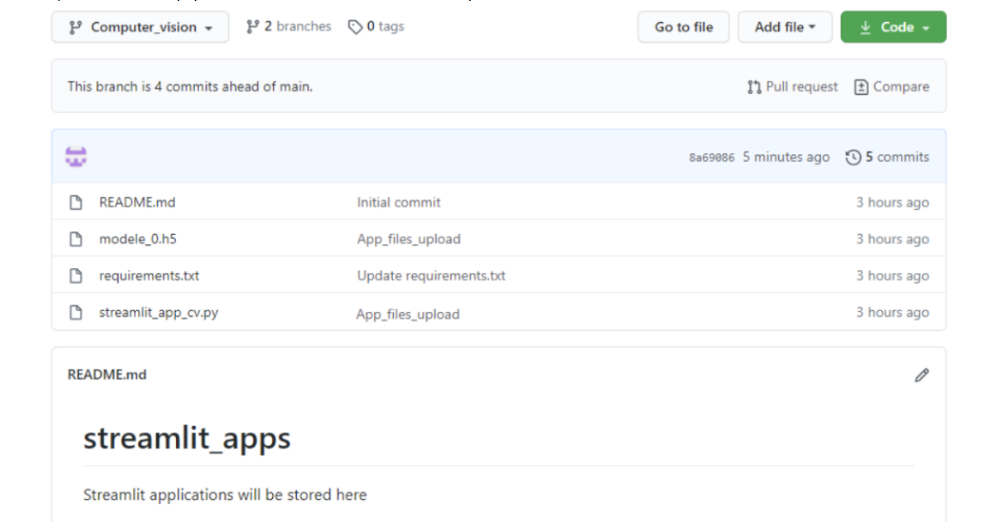 Computer_vision 2 branches 0 tags Go to file Add file Code
This branch is 4 commits ahead of main. Pull request Compare
8a69086 5 minutes ago 5 commits
README.md Initial commit 3 hours ago
modele_0.h5 App_files_upload 3 hours ago
requirements.txt Update requirements.txt 3 hours ago
streamlit_app_cv.py App_files_upload 3 hours ago
README.md
streamlit_apps
Streamlit applications will be stored here